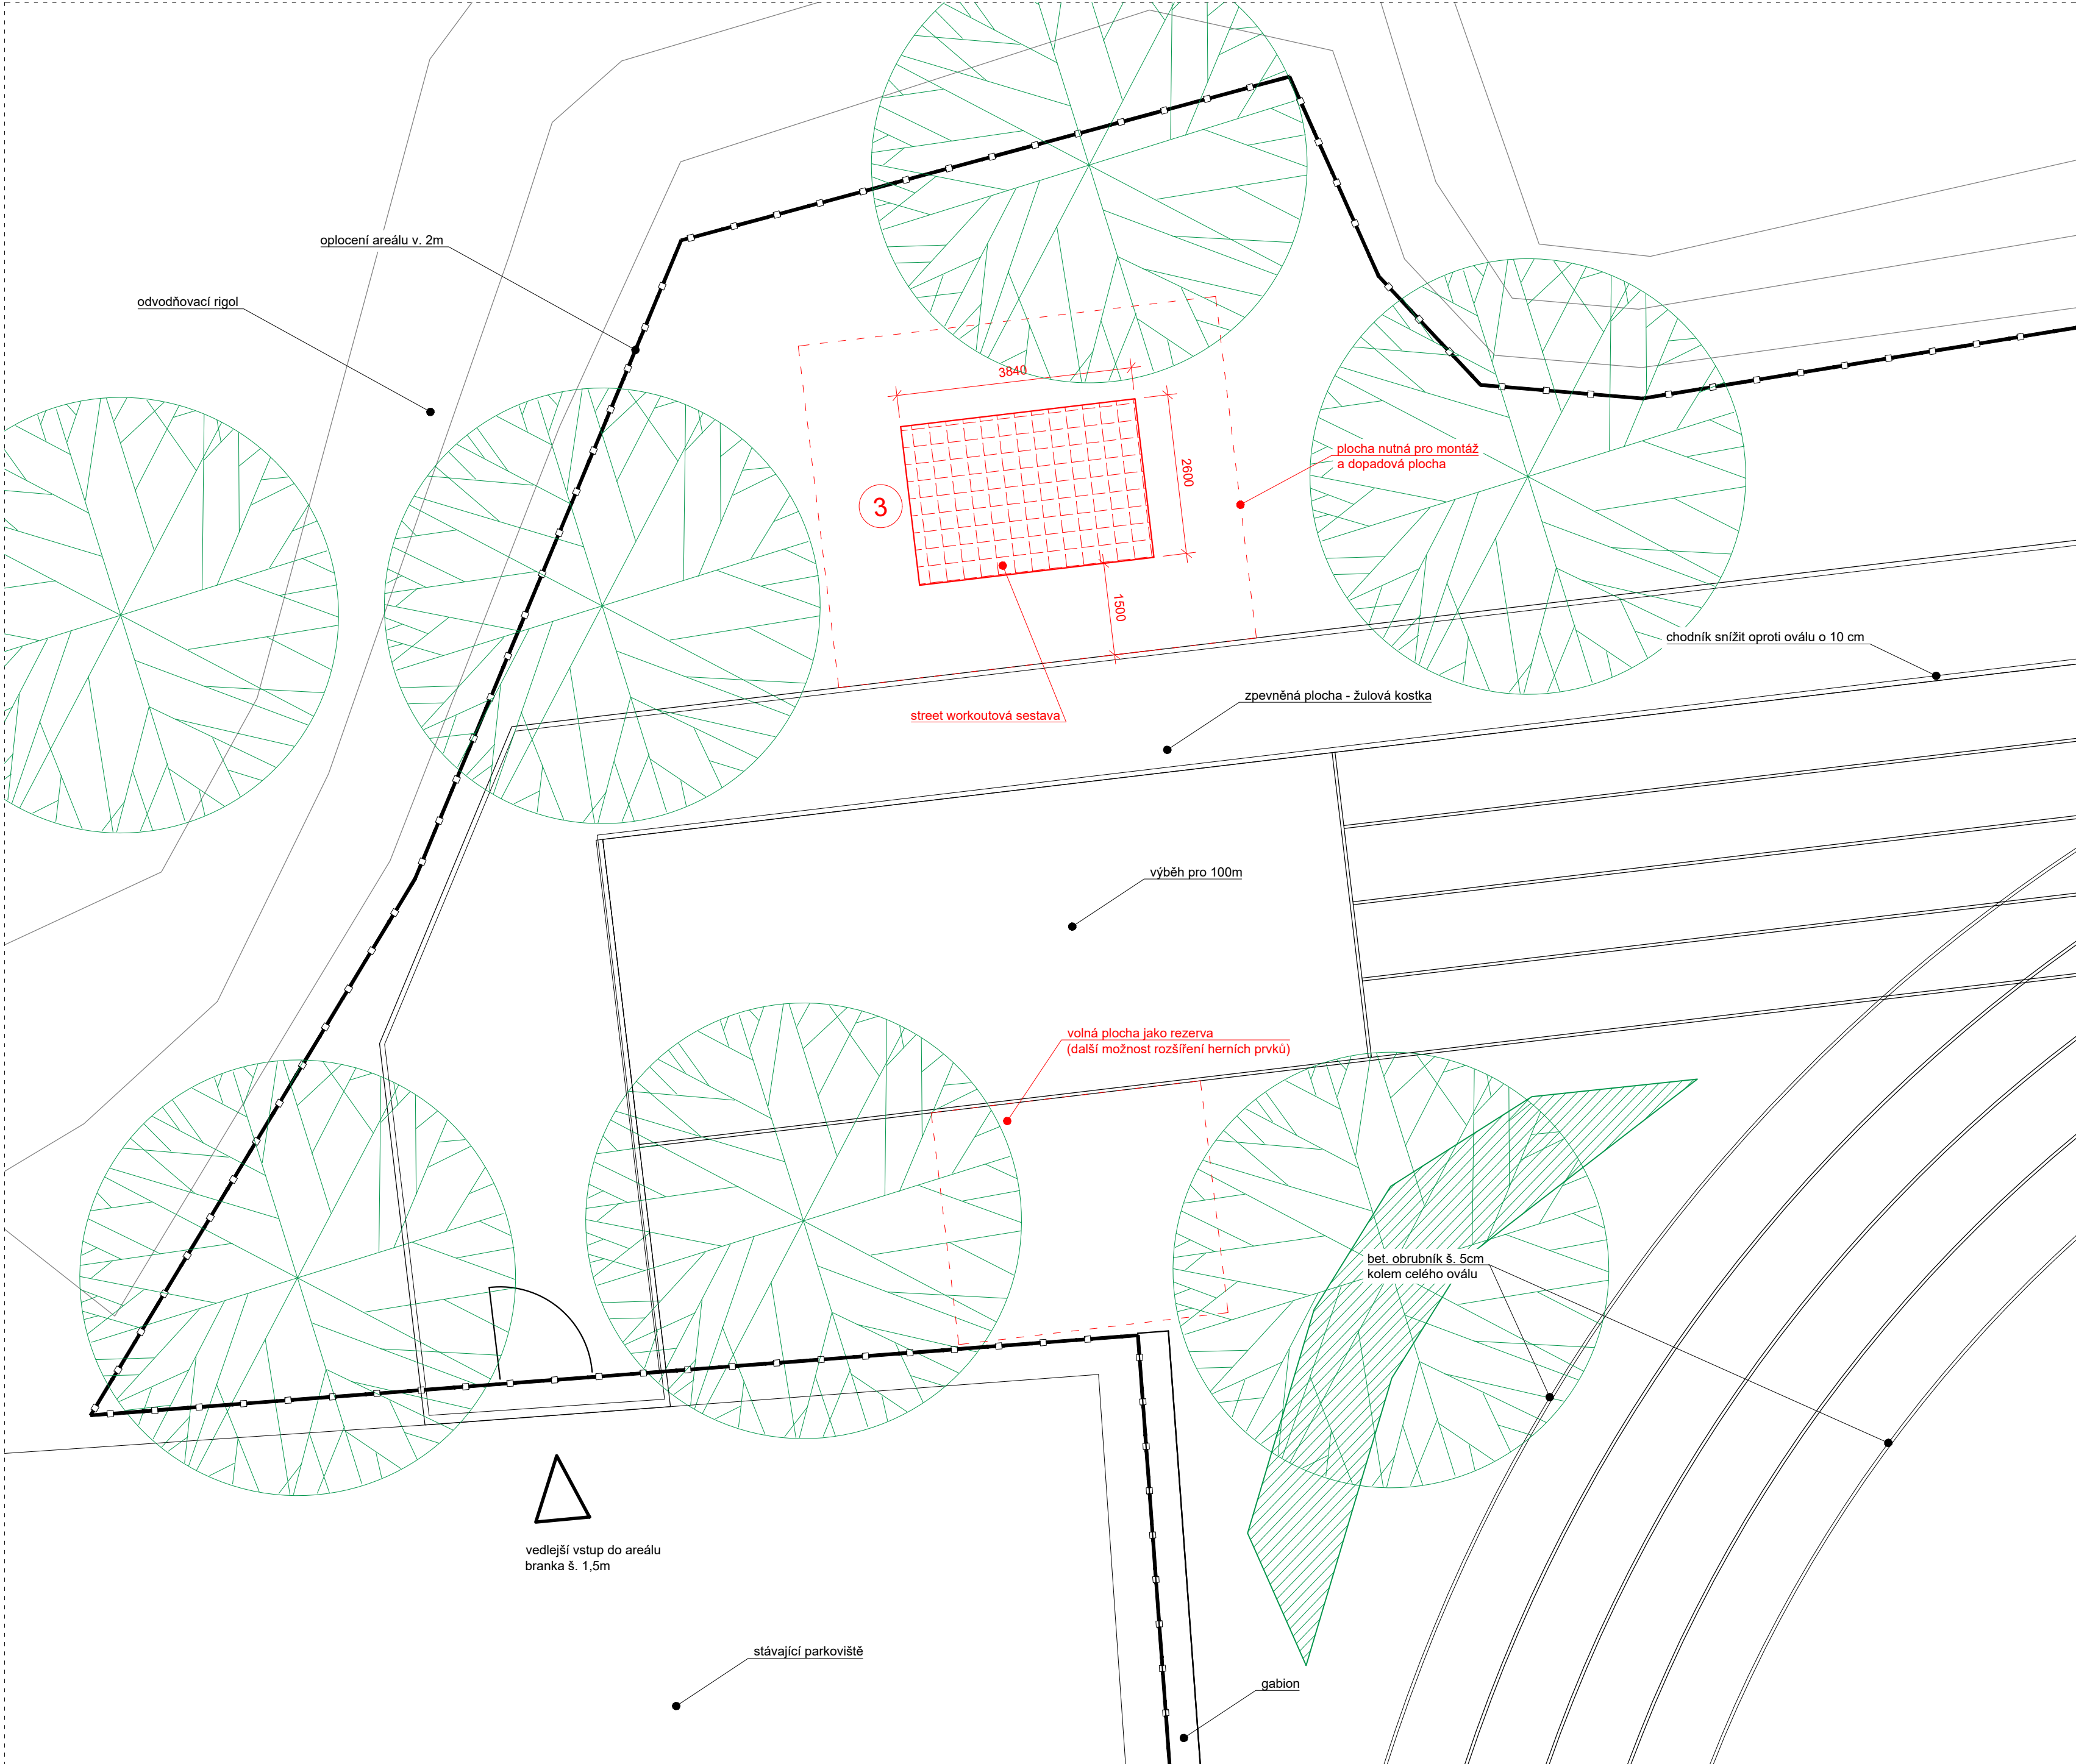 oplocení areálu v. 2m
odvodňovací rigol
3840
2600
plocha nutná pro montáž
a dopadová plocha
3
1500
chodník snížit oproti oválu o 10 cm
zpevněná plocha - žulová kostka
street workoutová sestava
výběh pro 100m
volná plocha jako rezerva
(další možnost rozšíření herních prvků)
bet. obrubník š. 5cm
kolem celého oválu
vedlejší vstup do areálu
branka š. 1,5m
stávající parkoviště
gabion